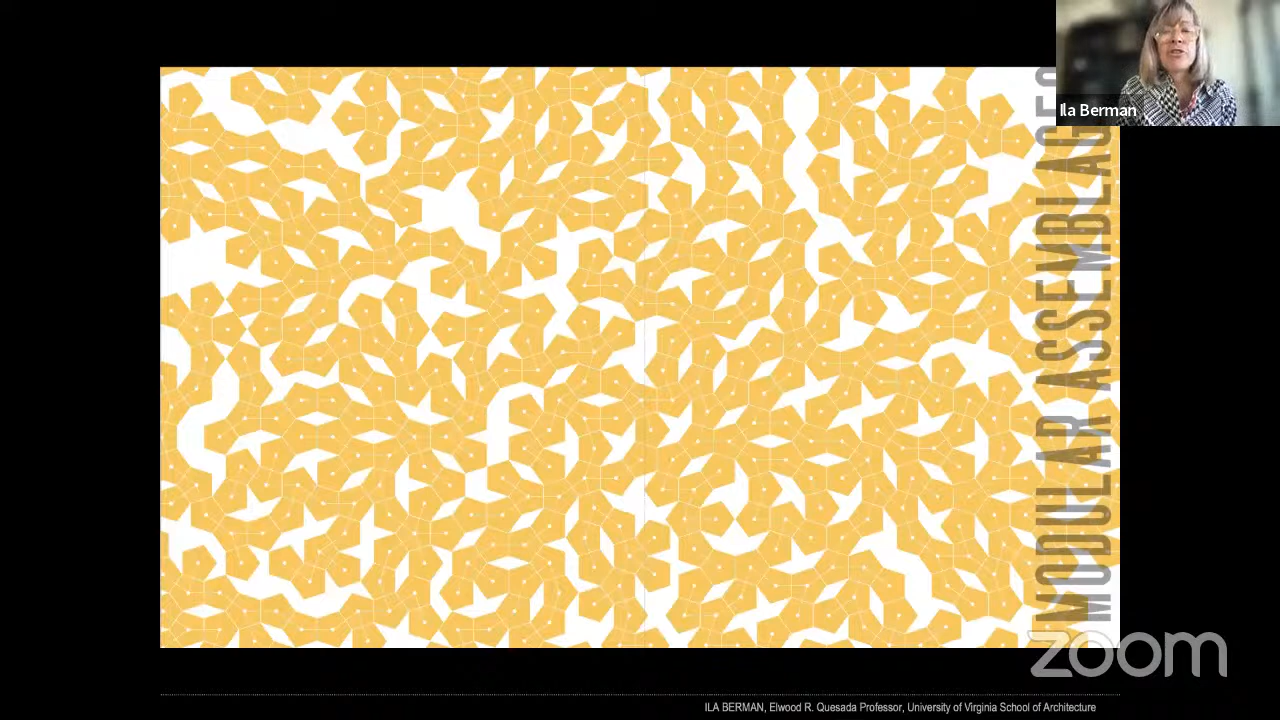 Ila Berman
MODULAR ASSEMBLAGES
zoom
ILA BERMAN, Elwood R. Quesada Professor, University of Virginia School of Architecture